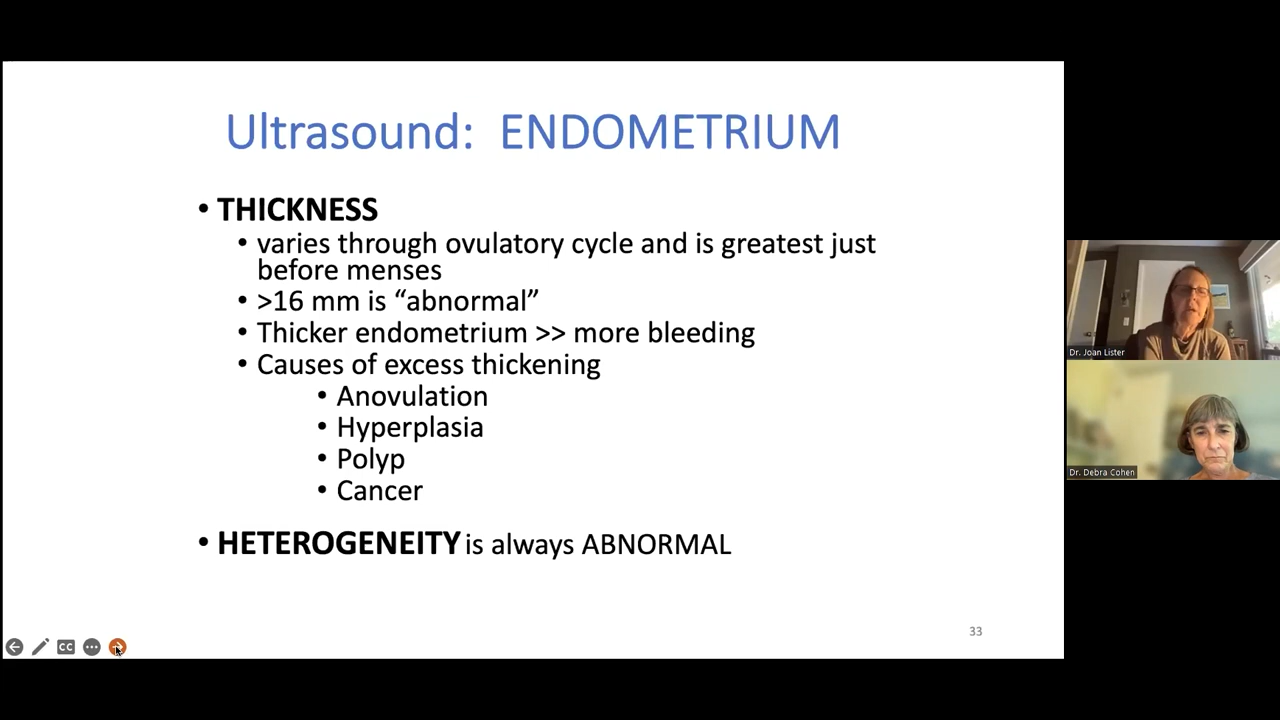 Ultrasound: ENDOMETRIUM
• THICKNESS
• varies through ovulatory cycle and is greatest just
before menses
• >16 mm is “abnormal”
• Thicker endometrium >> more bleeding
• Causes of excess thickening
• Anovulation
• Hyperplasia
• Polyp
• Cancer
• HETEROGENEITY is always ABNORMAL
33
CC
Dr. Joan Lister
Dr. Debra Cohen